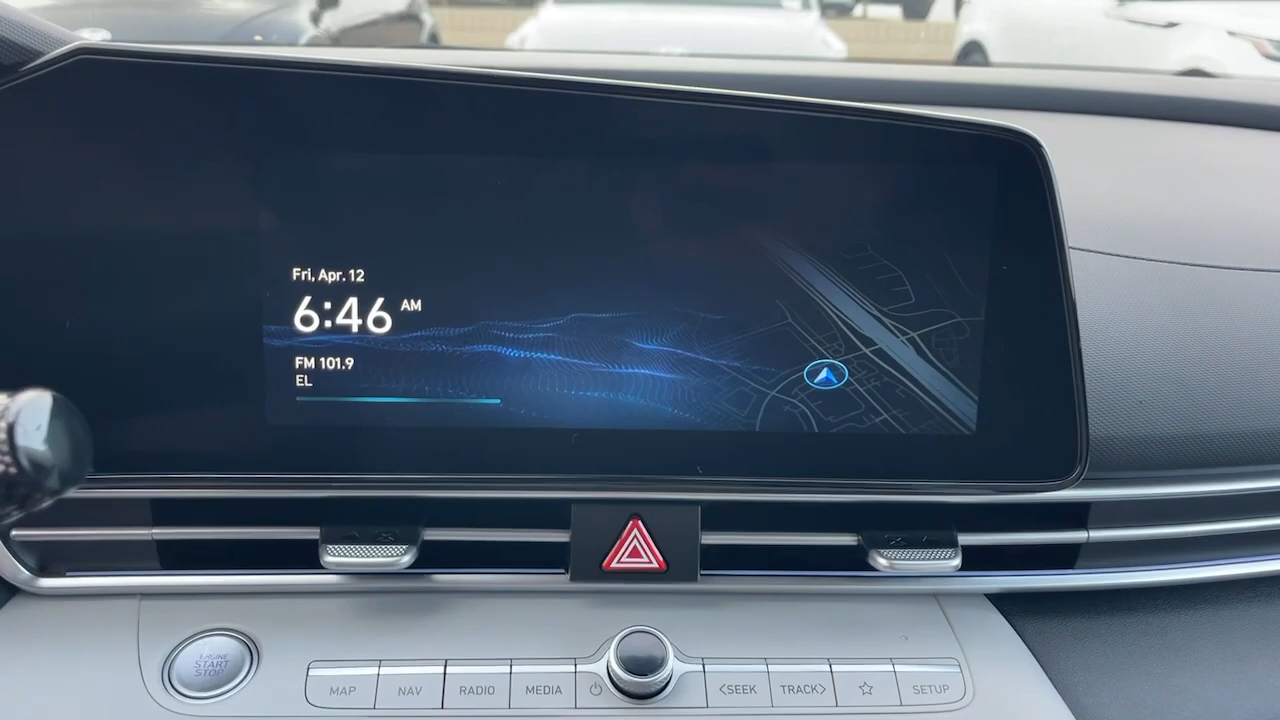 Fri, Apr. 12
6:46 AM
FM 101.9
EL
ENGINE
START
STOP
MAP
NAV
RADIO
MEDIA
<SEEK
TRACK>
SETUP